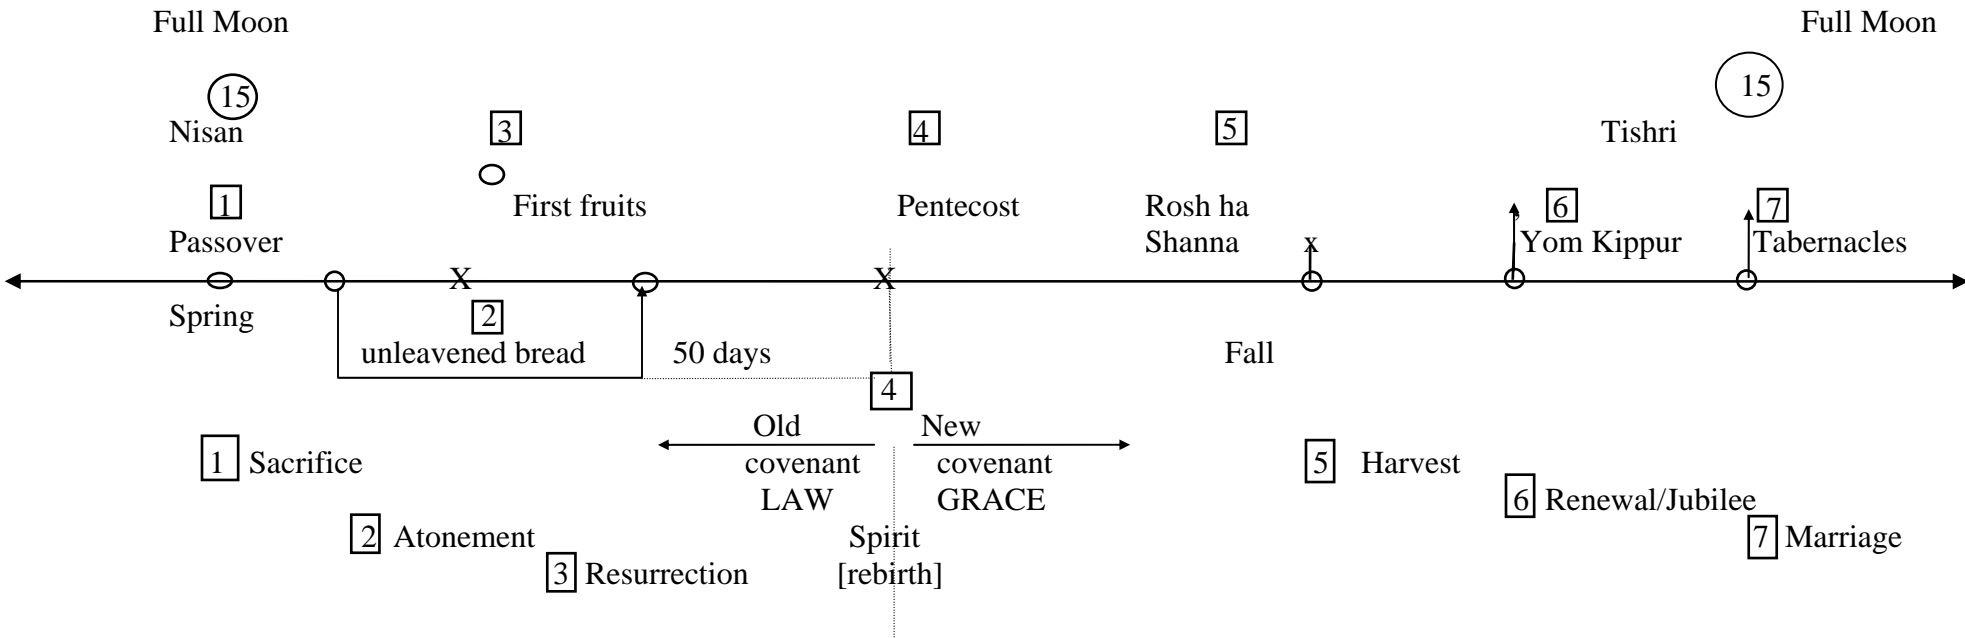 Full Moon Full Moon
15 15
Nisan 3 4 5 Tishri
1 First fruits Pentecost Rosh ha 6 7
Passover Shanna x Yom Kippur Tabernacles
X X
Spring 2
unleavened bread 50 days Fall
4
Old New
1 Sacrifice covenant covenant 5 Harvest
LAW GRACE 6 Renewal/Jubilee
2 Atonement Spirit 7 Marriage
3 Resurrection [rebirth]